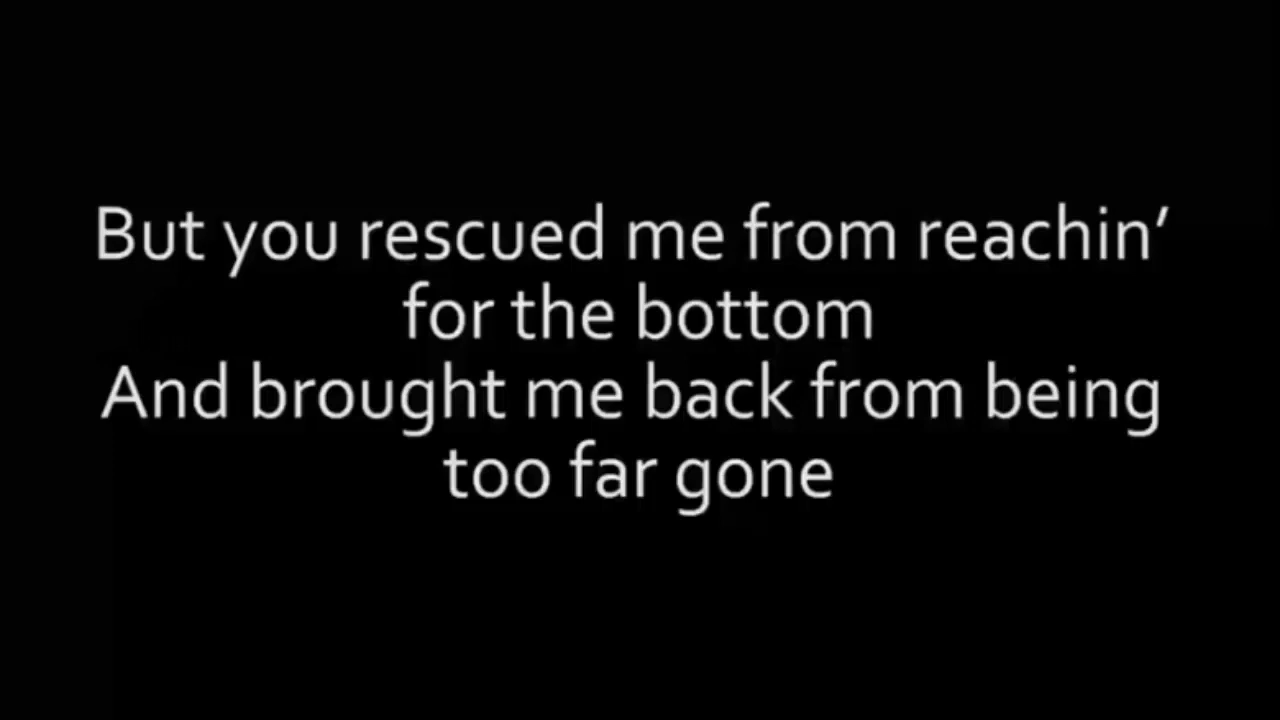 But you rescued me from reachin’
for the bottom
And brought me back from being
too far gone